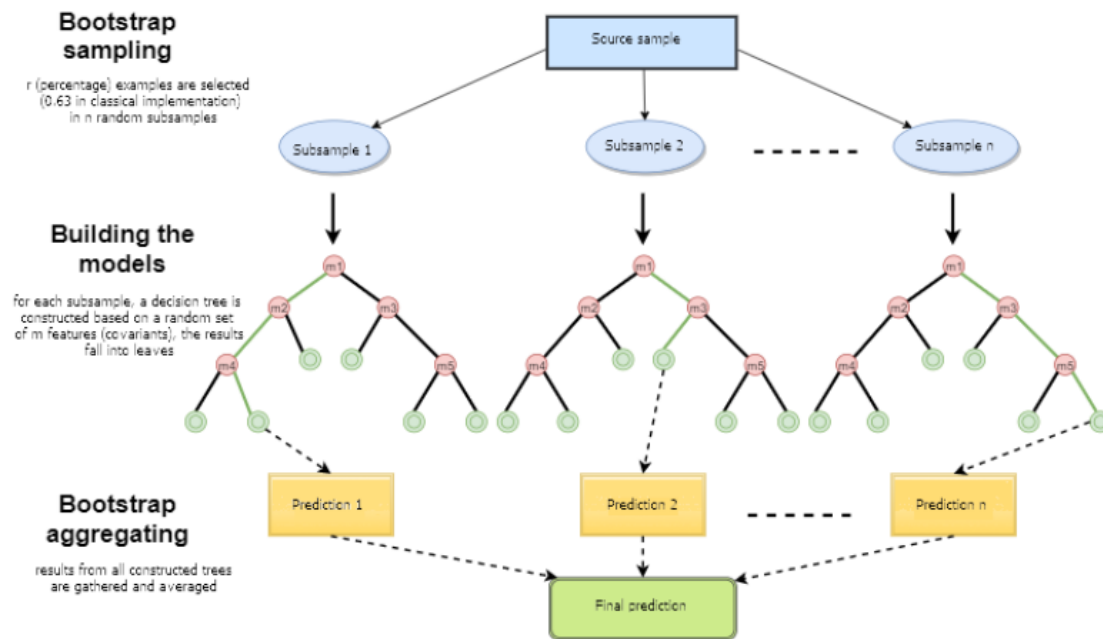 Bootstrap
sampling
r (percentage) examples are selected
(0.63 in classical implementation)
in n random subsamples
Source sample
Subsample 1
Subsample 2
Subsample n
Building the
models
for each subsample, a decision tree is
constructed based on a random set
of m features (covariants), the results
fall into leaves
m1
m2
m3
m4
m5
m1
m2
m3
m4
m5
m1
m2
m3
m4
m5
Bootstrap
aggregating
results from all constructed trees
are gathered and averaged
Prediction 1
Prediction 2
Prediction n
Final prediction